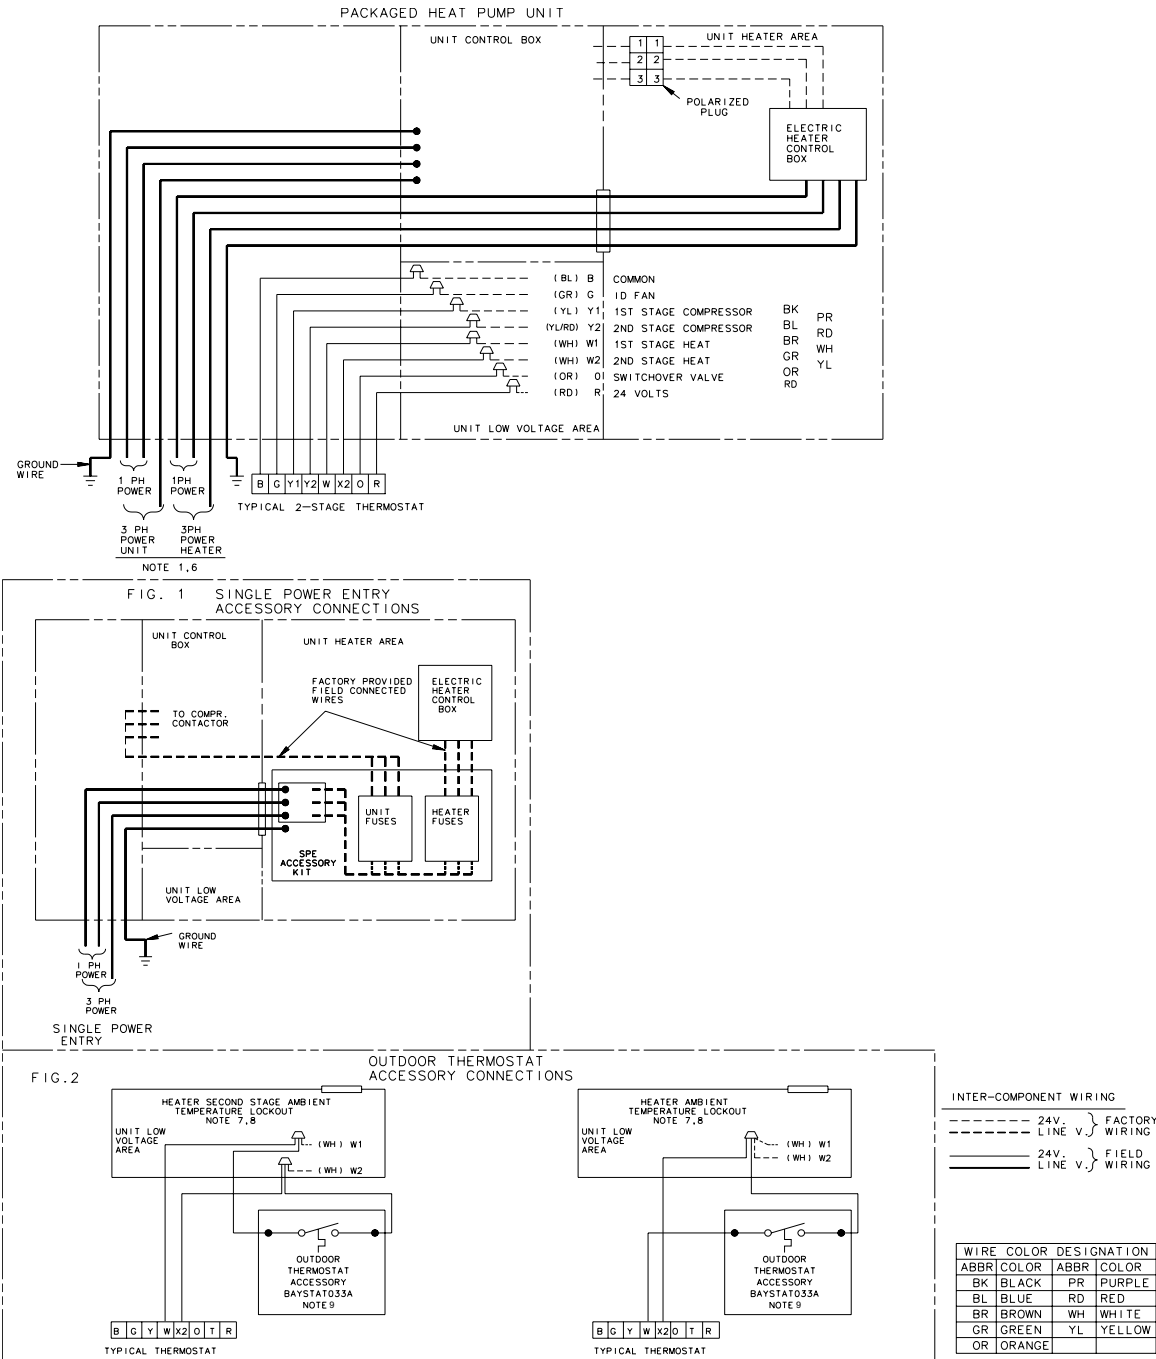 PACKAGED HEAT PUMP UNIT
UNIT CONTROL BOX
UNIT HEATER AREA
1 1
2 2
3 3
POLARIZED
PLUG
ELECTRIC
HEATER
CONTROL
BOX
(BL) B COMMON
(GR) G ID FAN
(YL) Y1 1ST STAGE COMPRESSOR
(YL/RD) Y2 2ND STAGE COMPRESSOR
(WH) W1 1ST STAGE HEAT
(WH) W2 2ND STAGE HEAT
(OR) O SWITCHOVER VALVE
(RD) R 24 VOLTS
BK
BL
BR
GR
OR
RD
PR
RD
WH
YL
UNIT LOW VOLTAGE AREA
GROUND
WIRE
1 PH
POWER
1PH
POWER
B G Y1 Y2 W X2 O R
TYPICAL 2-STAGE THERMOSTAT
3 PH
POWER
UNIT
3PH
POWER
HEATER
NOTE 1,6
FIG. 1 SINGLE POWER ENTRY
ACCESSORY CONNECTIONS
UNIT CONTROL
BOX
UNIT HEATER AREA
FACTORY PROVIDED
FIELD CONNECTED
WIRES
ELECTRIC
HEATER
CONTROL
BOX
TO COMPR.
CONTACTOR
UNIT
FUSES
HEATER
FUSES
SPE
ACCESSORY
KIT
UNIT LOW
VOLTAGE AREA
GROUND
WIRE
1 PH
POWER
3 PH
POWER
SINGLE POWER
ENTRY
FIG.2
OUTDOOR THERMOSTAT
ACCESSORY CONNECTIONS
HEATER SECOND STAGE AMBIENT
TEMPERATURE LOCKOUT
NOTE 7,8
UNIT LOW
VOLTAGE
AREA
(WH) W1
(WH) W2
OUTDOOR
THERMOSTAT
ACCESSORY
BAYSTAT033A
NOTE 9
B G Y W X2 O T R
TYPICAL THERMOSTAT
HEATER AMBIENT
TEMPERATURE LOCKOUT
NOTE 7,8
UNIT LOW
VOLTAGE
AREA
(WH) W1
(WH) W2
OUTDOOR
THERMOSTAT
ACCESSORY
BAYSTAT033A
NOTE 9
B G Y W X2 O T R
TYPICAL THERMOSTAT
INTER-COMPONENT WIRING
24V. FACTORY
LINE V. WIRING
24V. FIELD
LINE V. WIRING
WIRE COLOR DESIGNATION
ABBR COLOR ABBR COLOR
BK BLACK PR PURPLE
BL BLUE RD RED
BR BROWN WH WHITE
GR GREEN YL YELLOW
OR ORANGE